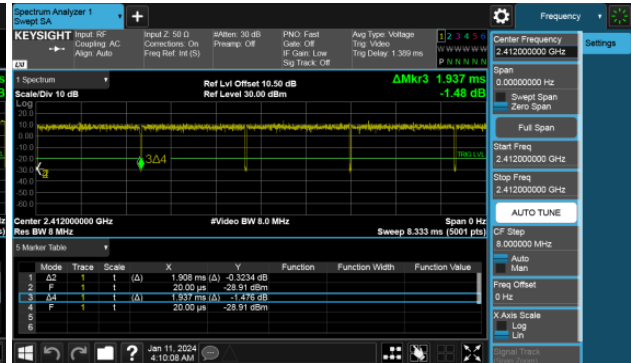 Spectrum Analyzer 1
Swept SA
+
Frequency
KEYSIGHT
Input: RF
Coupling: AC
Align: Auto
Input Z: 50 Ω
Corrections: On
Freq Ref: Int (S)
#Atten: 30 dB
Preamp: Off
PNO: Fast
Gate: Off
IF Gain: Low
Sig Track: Off
Avg Type: Voltage
Trig: Video
Trig Delay: 1.389 ms
1 2 3 4 5 6
W W W W W W
P N N N N N
LXI
1 Spectrum
Scale/Div 10 dB
Ref Lvl Offset 10.50 dB
Ref Level 30.00 dBm
ΔMkr3 1.937 ms
-1.48 dB
Log
20.0
10.0
0.00
-10.0
-20.0
-30.0
-40.0
-50.0
-60.0
3Δ4
TRIG LVL
Center 2.412000000 GHz
Res BW 8 MHz
#Video BW 8.0 MHz
Span 0 Hz
Sweep 8.333 ms (5001 pts)
5 Marker Table
Mode Trace Scale X Y Function Function Width Function Value
1 Δ2 1 t (Δ) 1.908 ms (Δ) -0.3234 dB
2 F 1 t 20.00 µs -28.91 dBm
3 Δ4 1 t (Δ) 1.937 ms (Δ) -1.476 dB
4 F 1 t 20.00 µs -28.91 dBm
5
6
Jan 11, 2024
4:10:08 AM
Center Frequency
2.412000000 GHz
Settings
Span
0.00000000 Hz
Swept Span
Zero Span
Full Span
Start Freq
2.412000000 GHz
Stop Freq
2.412000000 GHz
AUTO TUNE
CF Step
8.000000 MHz
Auto
Man
Freq Offset
0 Hz
X Axis Scale
Log
Lin
Signal Track